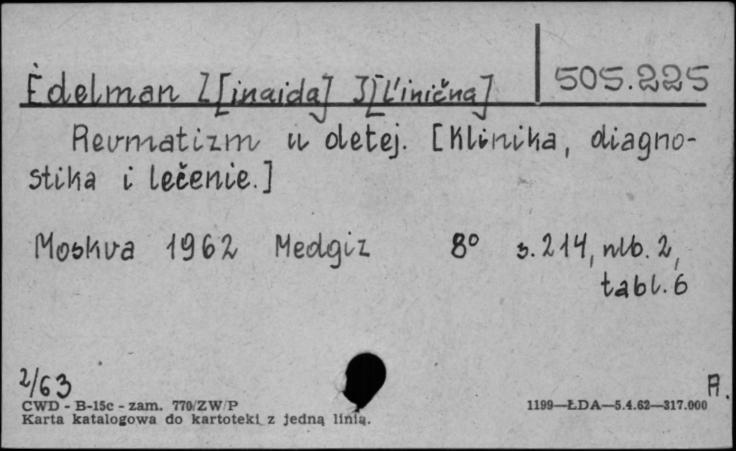 Èdelman Z[inaida] I[l'inična] 505.225
Revmatizm u detej. [Klinika, diagno-
stika i lečenie.]
Moskva 1962 Medgiz 8° s. 214, nlb. 2,
tabl. 6
2/63
A.
CWD - B-15c - zam. 770/ZW/P 1199—ŁDA—5.4.62—317.000
Karta katalogowa do kartoteki z jedną linią.